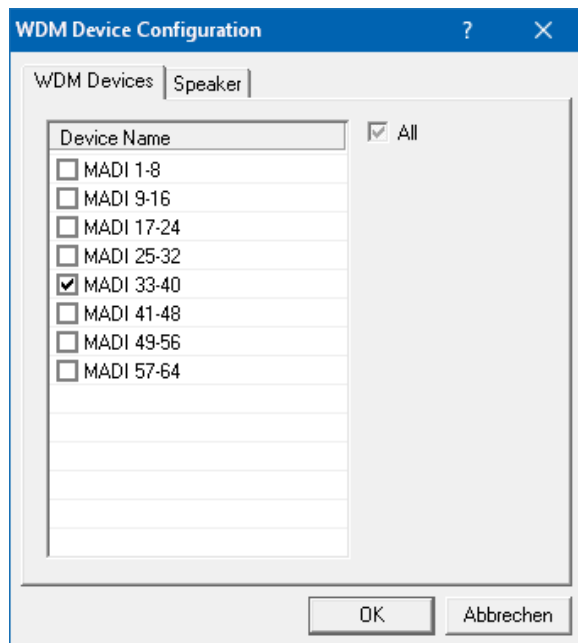 WDM Device Configuration
WDM Devices
Speaker
Device Name
All
MADI 1-8
MADI 9-16
MADI 17-24
MADI 25-32
MADI 33-40
MADI 41-48
MADI 49-56
MADI 57-64
OK
Abbrechen